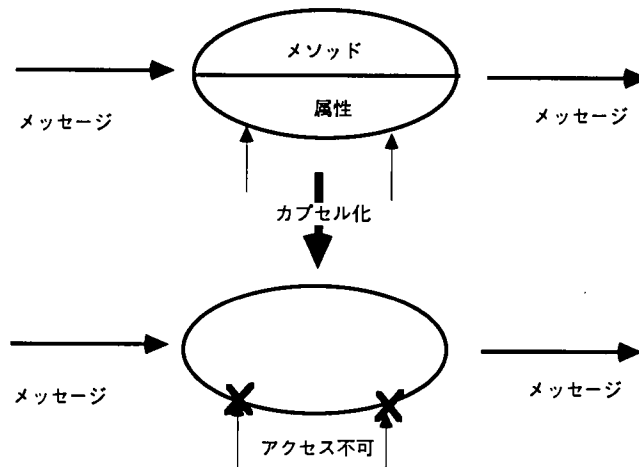 メソッド
メッセージ
属性
メッセージ
カプセル化
メッセージ
メッセージ
アクセス不可